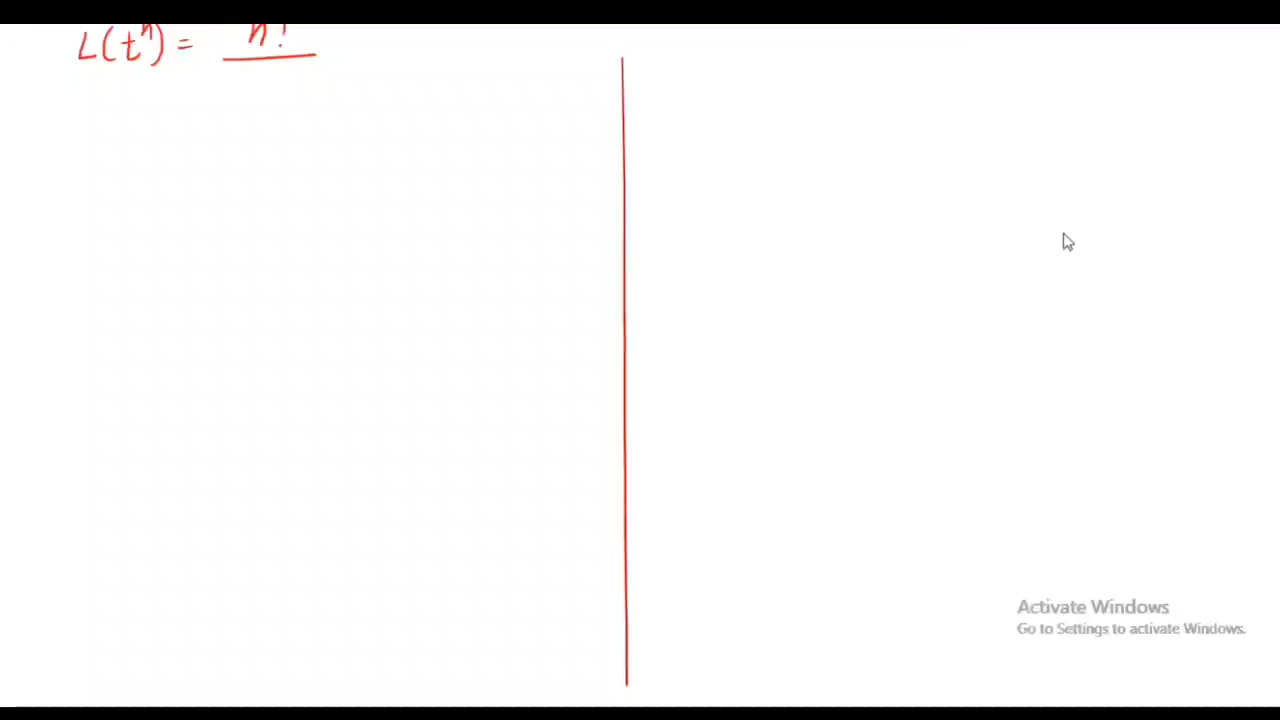 L(tⁿ) = n! /
Activate Windows
Go to Settings to activate Windows.